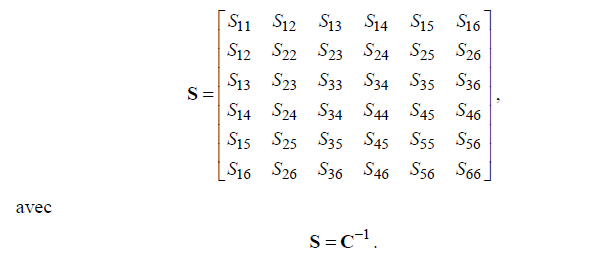 S₁₁ S₁₂ S₁₃ S₁₄ S₁₅ S₁₆
S₁₂ S₂₂ S₂₃ S₂₄ S₂₅ S₂₆
S₁₃ S₂₃ S₃₃ S₃₄ S₃₅ S₃₆
S = S₁₄ S₂₄ S₃₄ S₄₄ S₄₅ S₄₆ ,
S₁₅ S₂₅ S₃₅ S₄₅ S₅₅ S₅₆
S₁₆ S₂₆ S₃₆ S₄₆ S₅₆ S₆₆
avec
S = C⁻¹ .